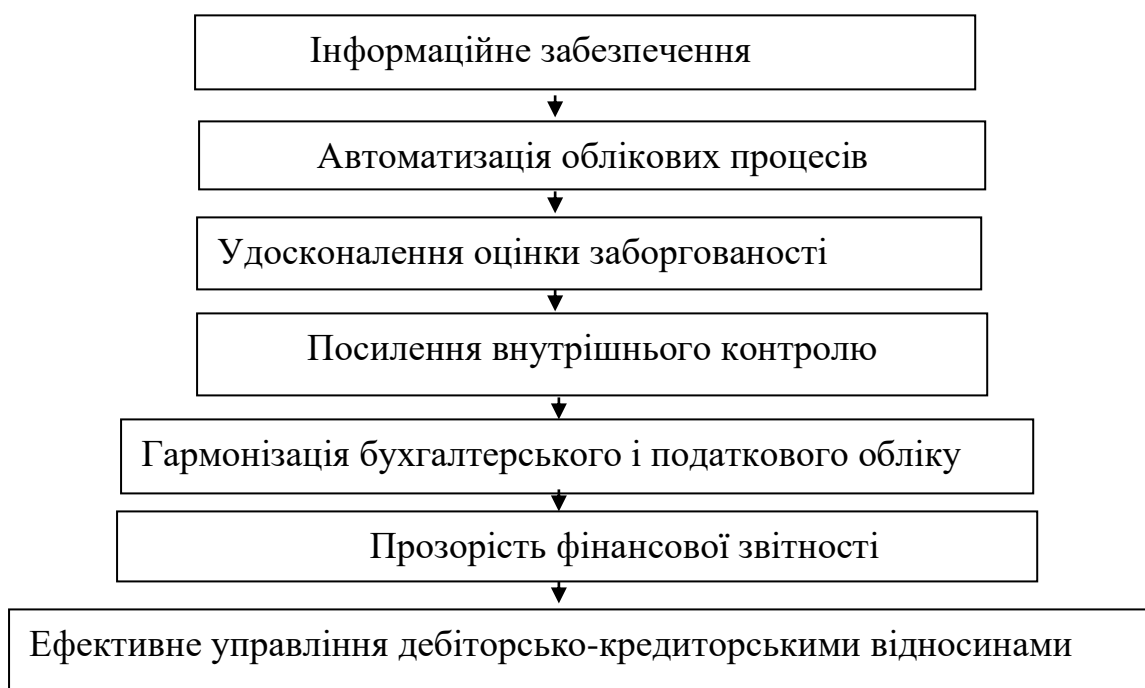 Інформаційне забезпечення
Автоматизація облікових процесів
Удосконалення оцінки заборгованості
Посилення внутрішнього контролю
Гармонізація бухгалтерського і податкового обліку
Прозорість фінансової звітності
Ефективне управління дебіторсько-кредиторськими відносинами